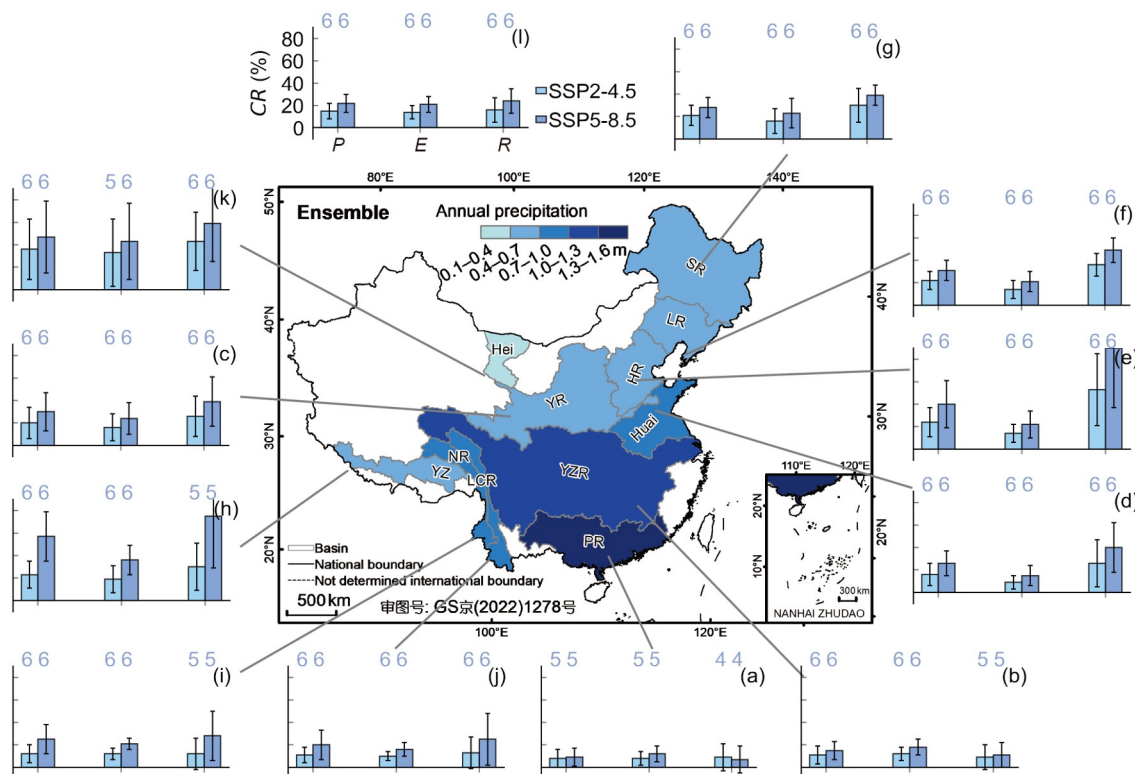 6 6 6 6 6 6
(l)
80
60
40
20
0
CR (%)
P E R
SSP2-4.5
SSP5-8.5
6 6 6 6 6 6
(g)
6 6 5 6 6 6
(k)
6 6 6 6 6 6
(c)
6 6 6 6 5 5
(h)
6 6 6 6 5 5
(i)
6 6 6 6 6 6
(j)
5 5 5 5 4 4
(a)
6 6 6 6 5 5
(b)
6 6 6 6 6 6
(f)
6 6 6 6 6 6
(e)
6 6 6 6 6 6
(d)
80°E 100°E 120°E 140°E
50°N
40°N
30°N
20°N
40°N
30°N
20°N
100°E 120°E
Ensemble
Annual precipitation
0.1–0.4
0.4–0.7
0.7–1.0
1.0–1.3
1.3–1.6 m
SR
LR
Hei
HR
YR
Huai
NR
YZ
LCR
YZR
PR
Basin
National boundary
Not determined international boundary
500 km
审图号: GS京(2022)1278号
110°E 120°E
20°N
10°N
300 km
NANHAI ZHUDAO